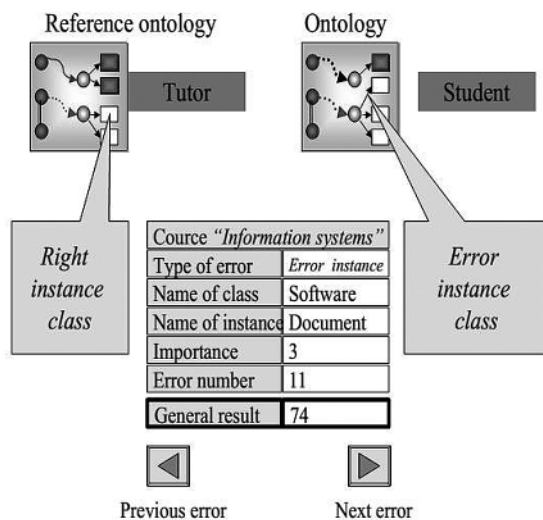 Reference ontology
Ontology
Tutor
Student
Right
instance
class
Error
instance
class
Cource "Information systems"
Type of error Error instance
Name of class Software
Name of instance Document
Importance 3
Error number 11
General result 74
Previous error
Next error